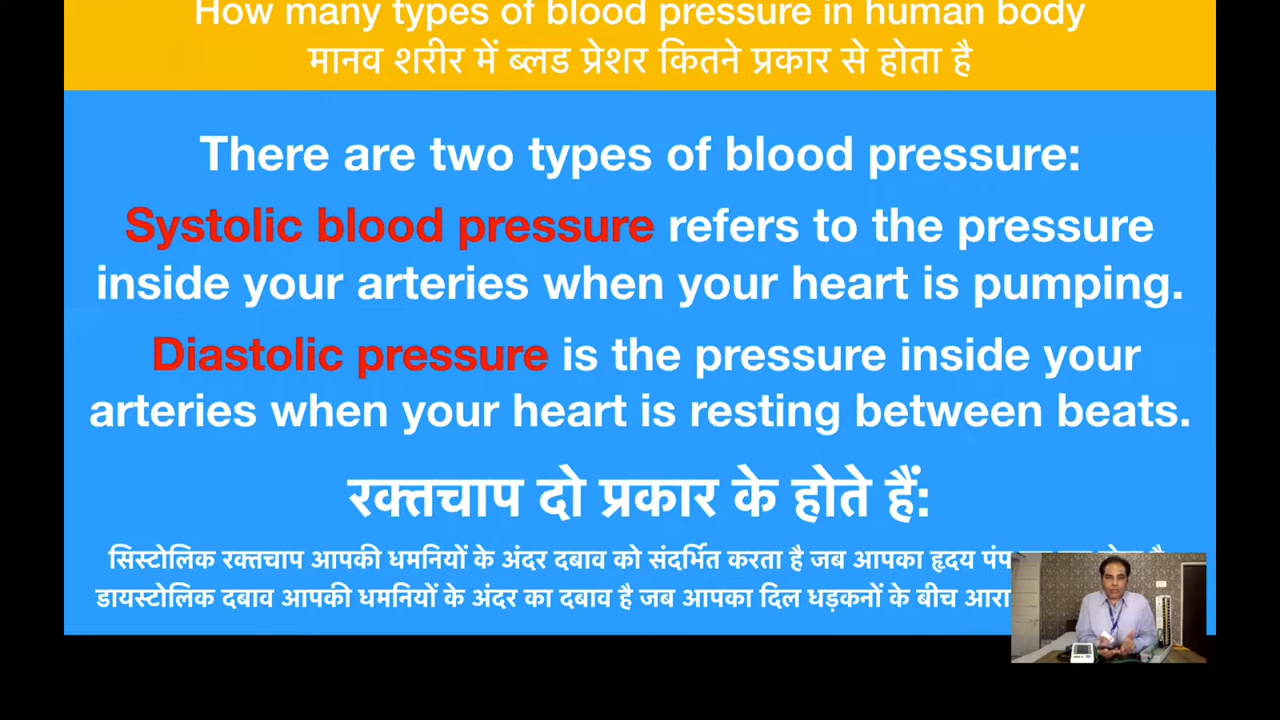 How many types of blood pressure in human body
मानव शरीर में ब्लड प्रेशर कितने प्रकार से होता है
There are two types of blood pressure:
Systolic blood pressure refers to the pressure
inside your arteries when your heart is pumping.
Diastolic pressure is the pressure inside your
arteries when your heart is resting between beats.
रक्तचाप दो प्रकार के होते हैं:
सिस्टोलिक रक्तचाप आपकी धमनियों के अंदर दबाव को संदर्भित करता है जब आपका हृदय
डायस्टोलिक दबाव आपकी धमनियों के अंदर का दबाव है जब आपका दिल धड़कनों के बीच